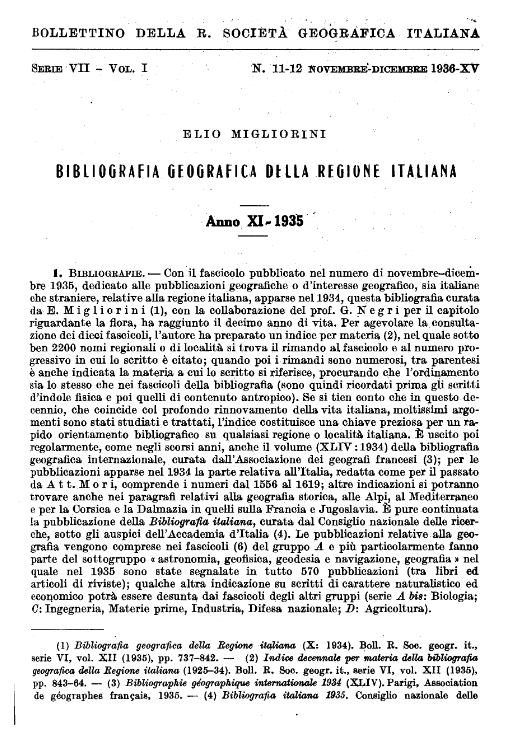 BOLLETTINO DELLA R. SOCIETÀ GEOGRAFICA ITALIANA
SERIE VII - VOL. I N. 11-12 NOVEMBRE-DICEMBRE 1936-XV
ELIO MIGLIORINI
BIBLIOGRAFIA GEOGRAFICA DELLA REGIONE ITALIANA
Anno XI - 1935
1. BIBLIOGRAFIE. — Con il fascicolo pubblicato nel numero di novembre-dicem-
bre 1935, dedicato alle pubblicazioni geografiche o d'interesse geografico, sia italiane
che straniere, relative alla regione italiana, apparse nel 1934, questa bibliografia curata
da E. Migliorini (1), con la collaborazione del prof. G. Negri per il capitolo
riguardante la flora, ha raggiunto il decimo anno di vita. Per agevolare la consulta-
zione dei dieci fascicoli, l'autore ha preparato un indice per materia (2), nel quale sotto
ben 2200 nomi regionali o di località si trova il rimando al fascicolo e al numero pro-
gressivo in cui lo scritto è citato; quando poi i rimandi sono numerosi, tra parentesi
è anche indicata la materia a cui lo scritto si riferisce, procurando che l'ordinamento
sia lo stesso che nei fascicoli della bibliografia (sono quindi ricordati prima gli scritti
d'indole fisica e poi quelli di contenuto antropico). Se si tien conto che in questo de-
cennio, che coincide col profondo rinnovamento della vita italiana, moltissimi argo-
menti sono stati studiati e trattati, l'indice costituisce una chiave preziosa per un ra-
pido orientamento bibliografico su qualsiasi regione o località italiana. È uscito poi
regolarmente, come negli scorsi anni, anche il volume (XLIV: 1934) della bibliografia
geografica internazionale, curata dall'Associazione dei geografi francesi (3); per le
pubblicazioni apparse nel 1934 la parte relativa all'Italia, redatta come per il passato
da Att. Mori, comprende i numeri dal 1556 al 1619; altre indicazioni si potranno
trovare anche nei paragrafi relativi alla geografia storica, alle Alpi, al Mediterraneo
e per la Corsica e la Dalmazia in quelli sulla Francia e Jugoslavia. È pure continuata
la pubblicazione della Bibliografia italiana, curata dal Consiglio nazionale delle ricer-
che, sotto gli auspici dell'Accademia d'Italia (4). Le pubblicazioni relative alla geo-
grafia vengono comprese nei fascicoli (6) del gruppo A e più particolarmente fanno
parte del sottogruppo « astronomia, geofisica, geodesia e navigazione, geografia » nel
quale nel 1935 sono state segnalate in tutto 570 pubblicazioni (tra libri ed
articoli di riviste); qualche altra indicazione su scritti di carattere naturalistico ed
economico potrà essere desunta dai fascicoli degli altri gruppi (serie A bis: Biologia;
C: Ingegneria, Materie prime, Industria, Difesa nazionale; D: Agricoltura).
(1) Bibliografia geografica della Regione italiana (X: 1934). Boll. R. Soc. geogr. it.,
serie VI, vol. XII (1935), pp. 737-842. — (2) Indice decennale per materia della bibliografia
geografica della Regione italiana (1925-34). Boll. R. Soc. geogr. it., serie VI, vol. XII (1935),
pp. 843-64. — (3) Bibliographie géographique internationale 1934 (XLIV). Parigi, Association
de géographes français, 1935. — (4) Bibliografia italiana 1935. Consiglio nazionale delle